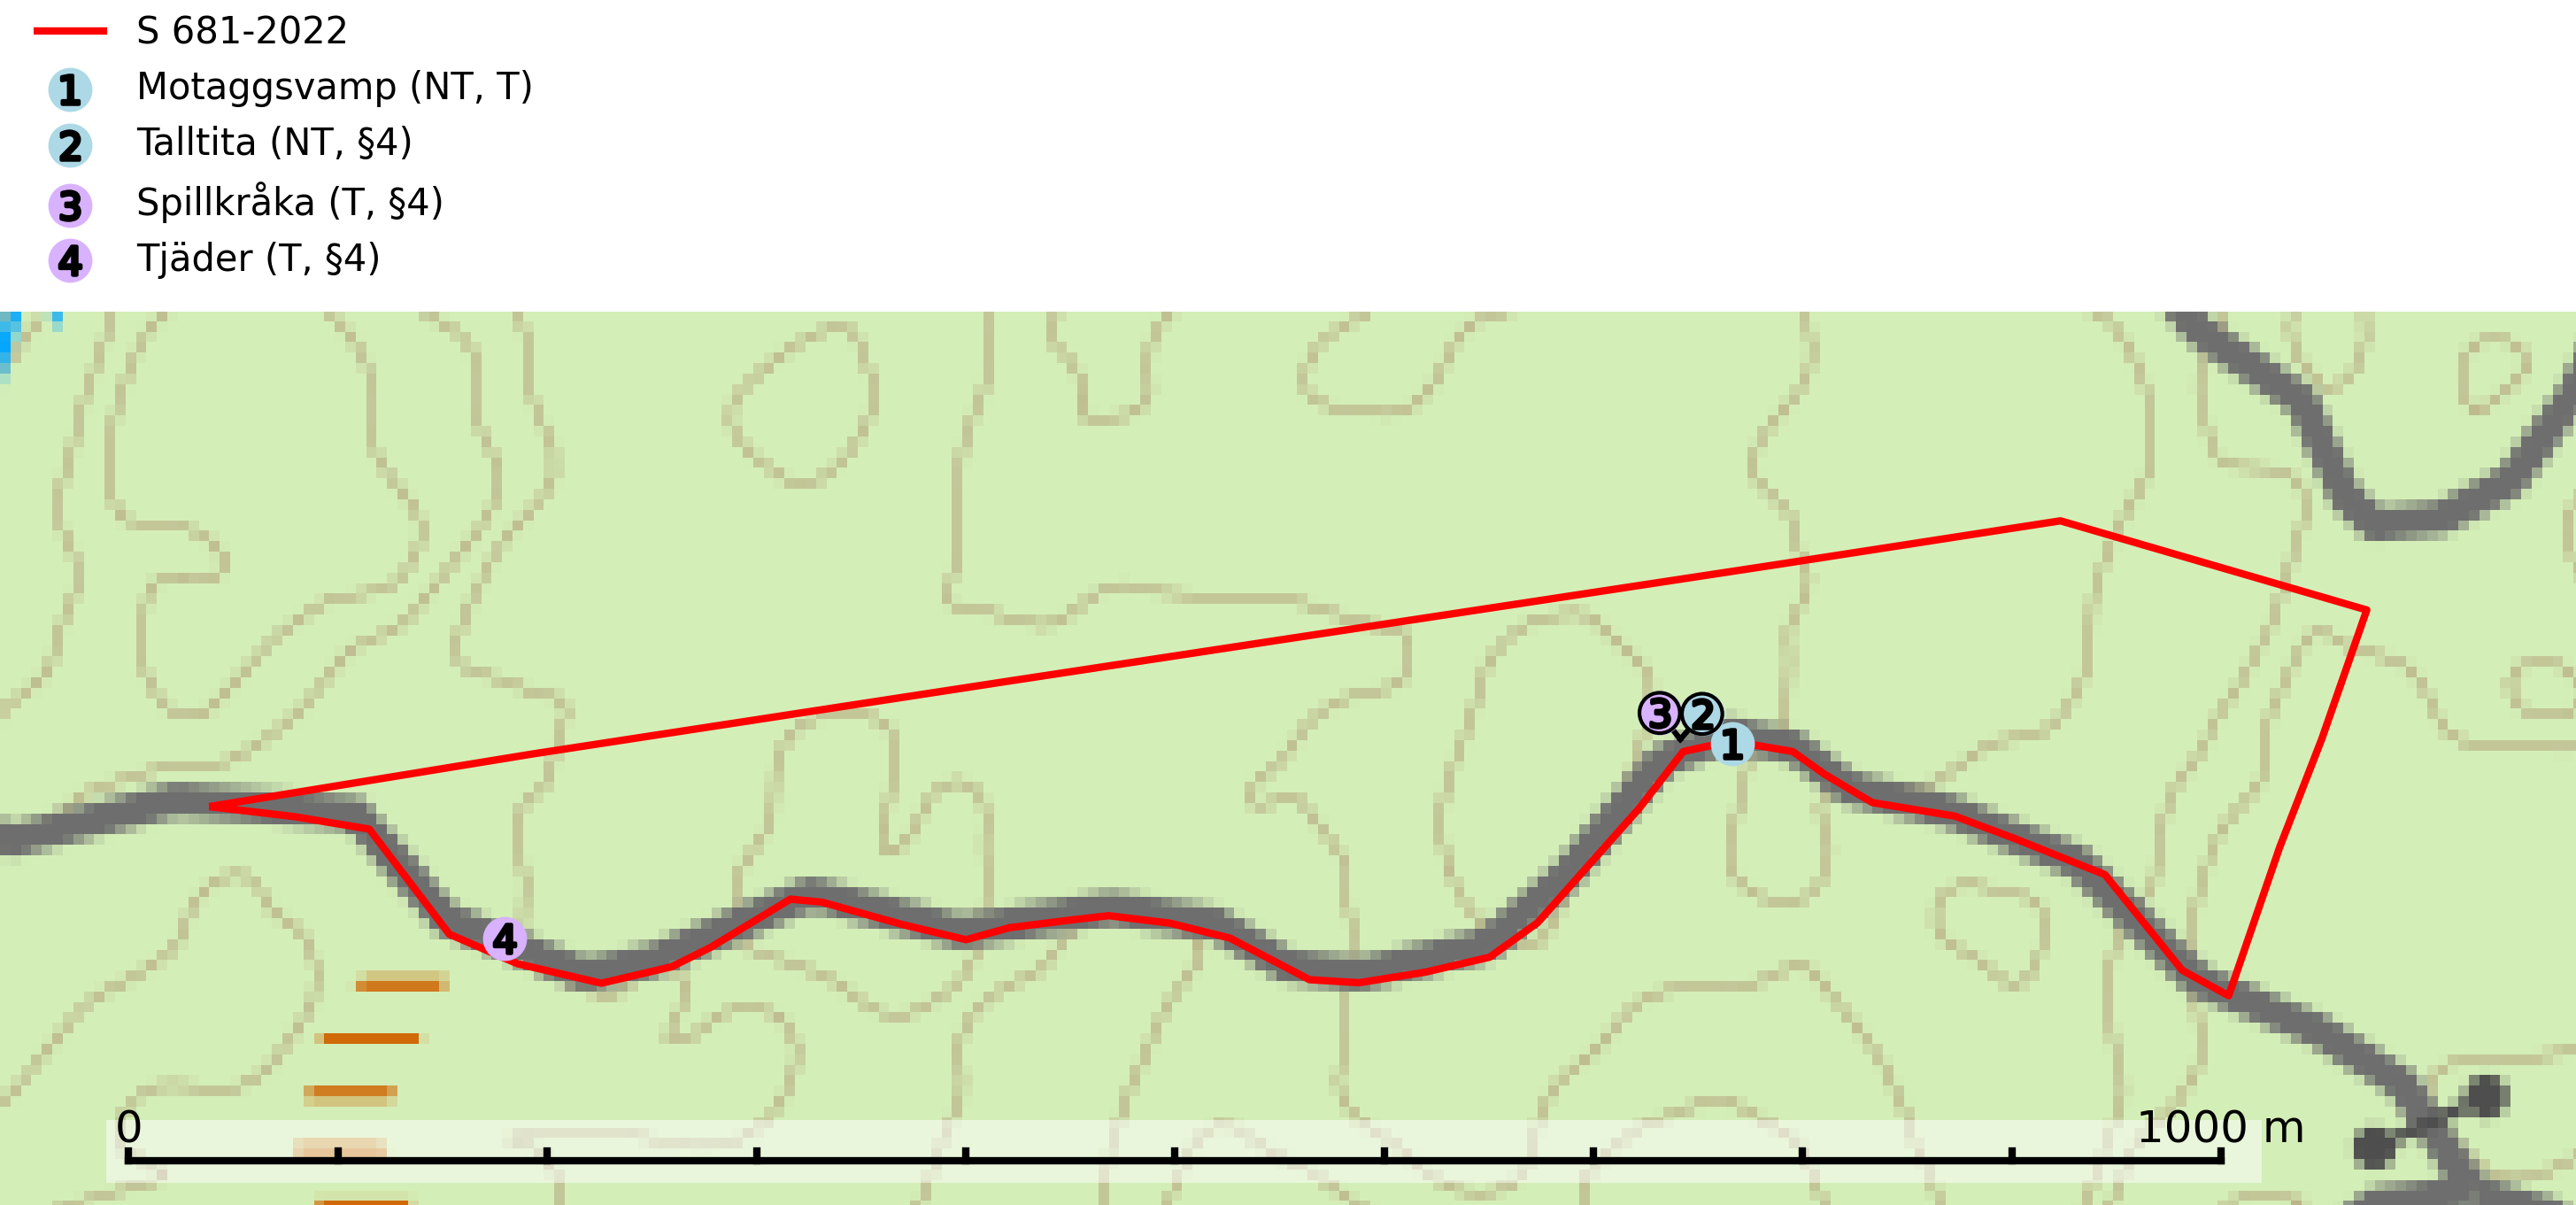 S 681-2022
1 Motaggsvamp (NT, T)
2 Talltita (NT, §4)
3 Spillkråka (T, §4)
4 Tjäder (T, §4)
3 2
1
4
0 1000 m